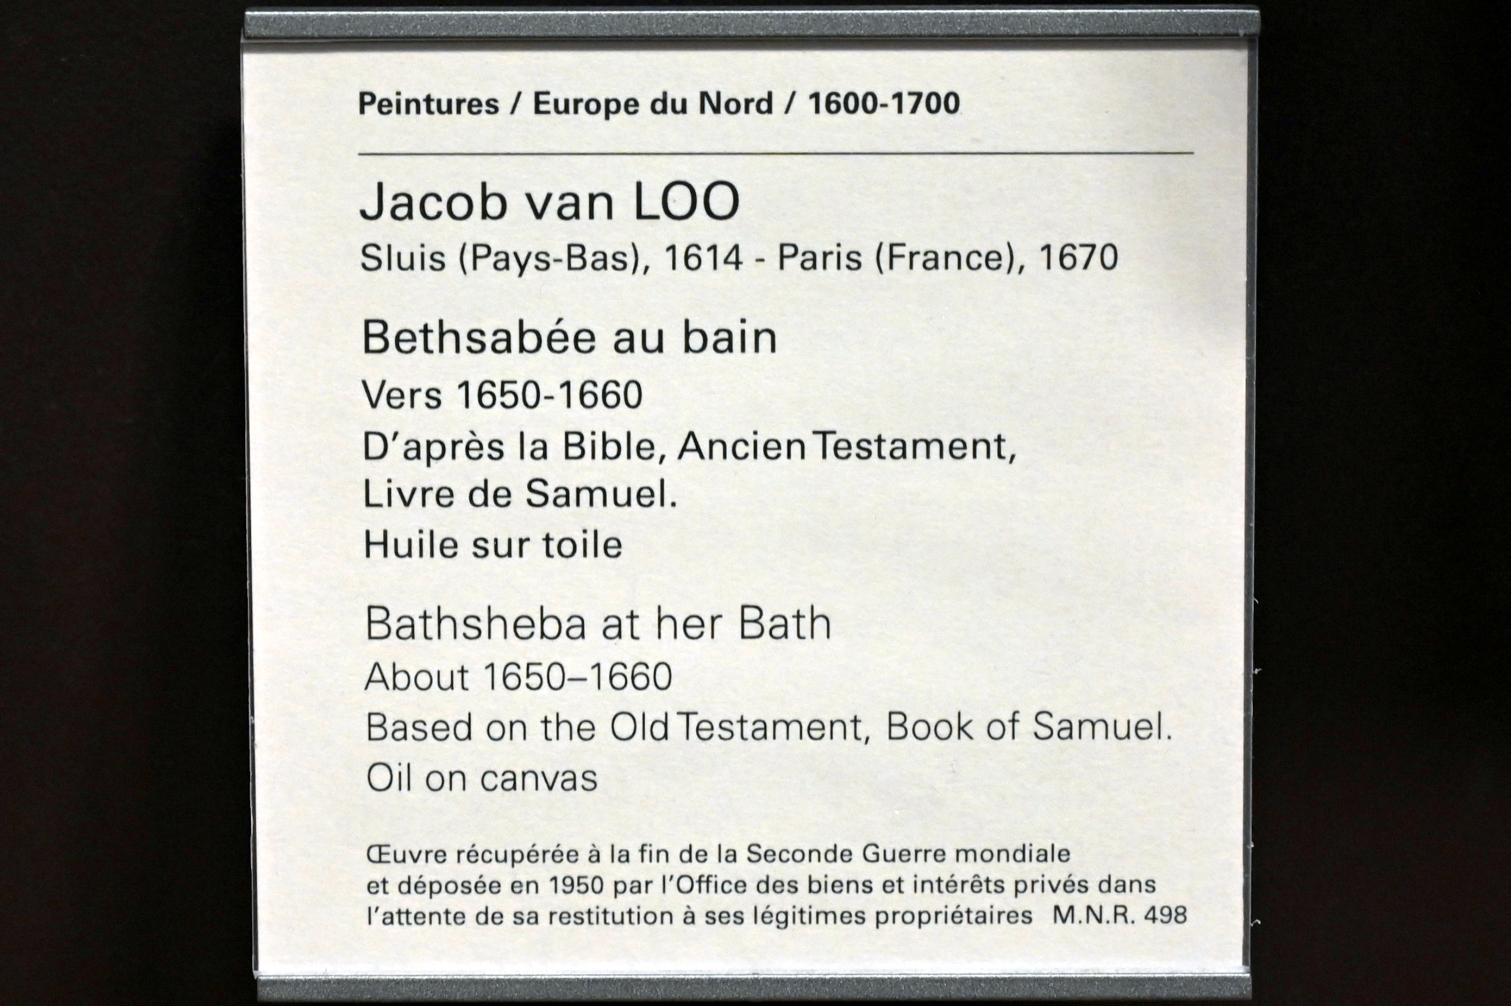 Peintures / Europe du Nord / 1600-1700
Jacob van LOO
Sluis (Pays-Bas), 1614 - Paris (France), 1670
Bethsabée au bain
Vers 1650-1660
D’après la Bible, Ancien Testament,
Livre de Samuel.
Huile sur toile
Bathsheba at her Bath
About 1650–1660
Based on the Old Testament, Book of Samuel.
Oil on canvas
Œuvre récupérée à la fin de la Seconde Guerre mondiale
et déposée en 1950 par l’Office des biens et intérêts privés dans
l’attente de sa restitution à ses légitimes propriétaires M.N.R. 498